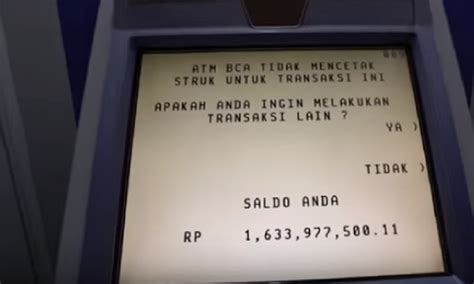 ATM BCA TIDAK MENCETAK
STRUK UNTUK TRANSAKSI INI
APAKAH ANDA INGIN MELAKUKAN
TRANSAKSI LAIN ?
YA >
TIDAK >
SALDO ANDA
RP 1,633,977,500.11